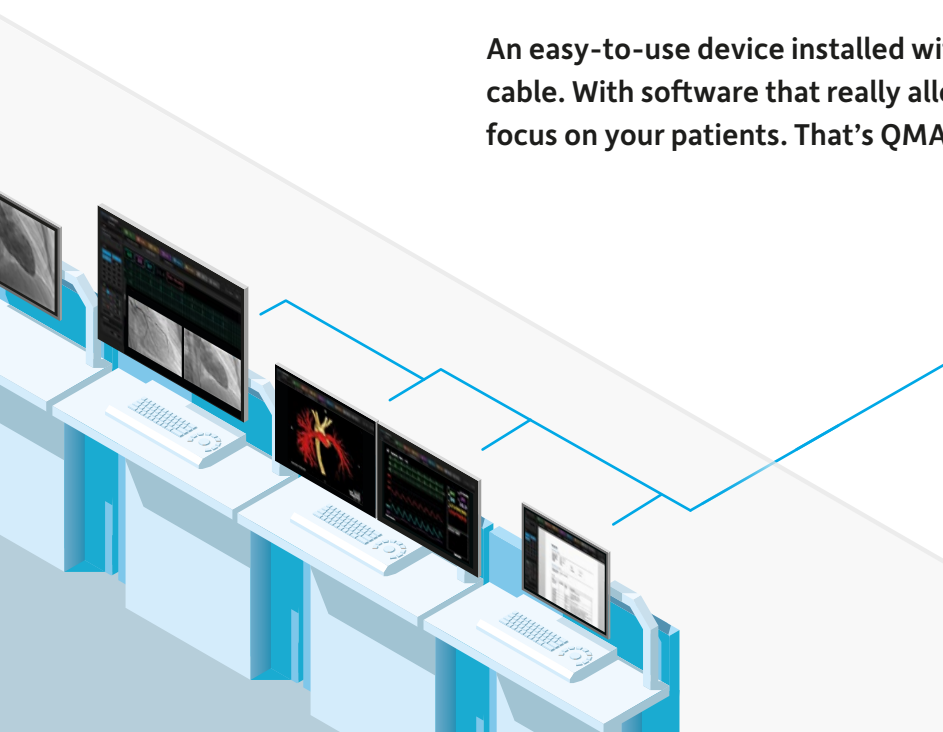 An easy-to-use device installed wi
cable. With software that really all
focus on your patients. That's QMA